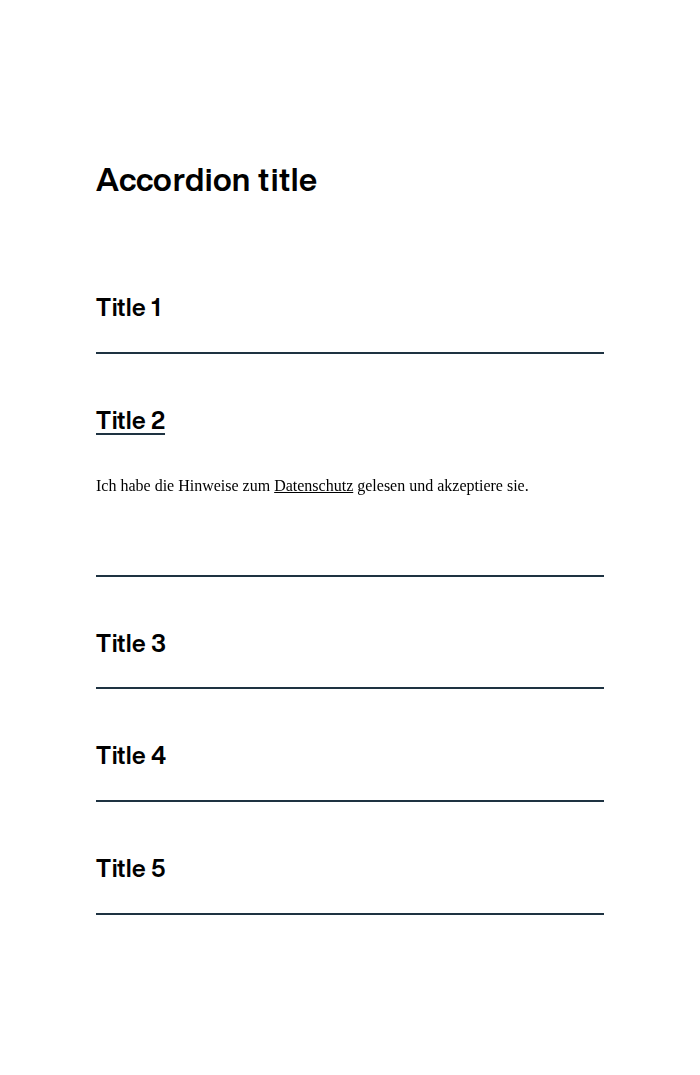 Accordion title
Title 1
Title 2
Ich habe die Hinweise zum Datenschutz gelesen und akzeptiere sie.
Title 3
Title 4
Title 5